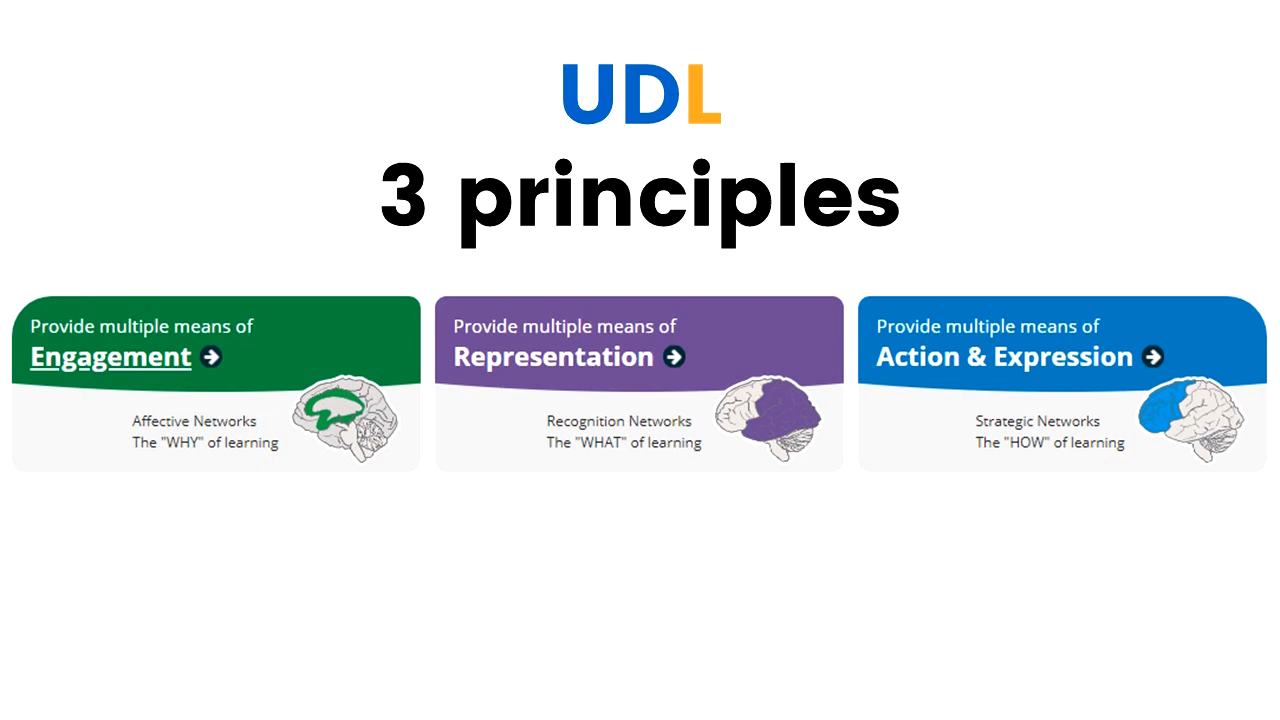 UDL
3 principles
Provide multiple means of
Engagement
Affective Networks
The "WHY" of learning
Provide multiple means of
Representation
Recognition Networks
The "WHAT" of learning
Provide multiple means of
Action & Expression
Strategic Networks
The "HOW" of learning